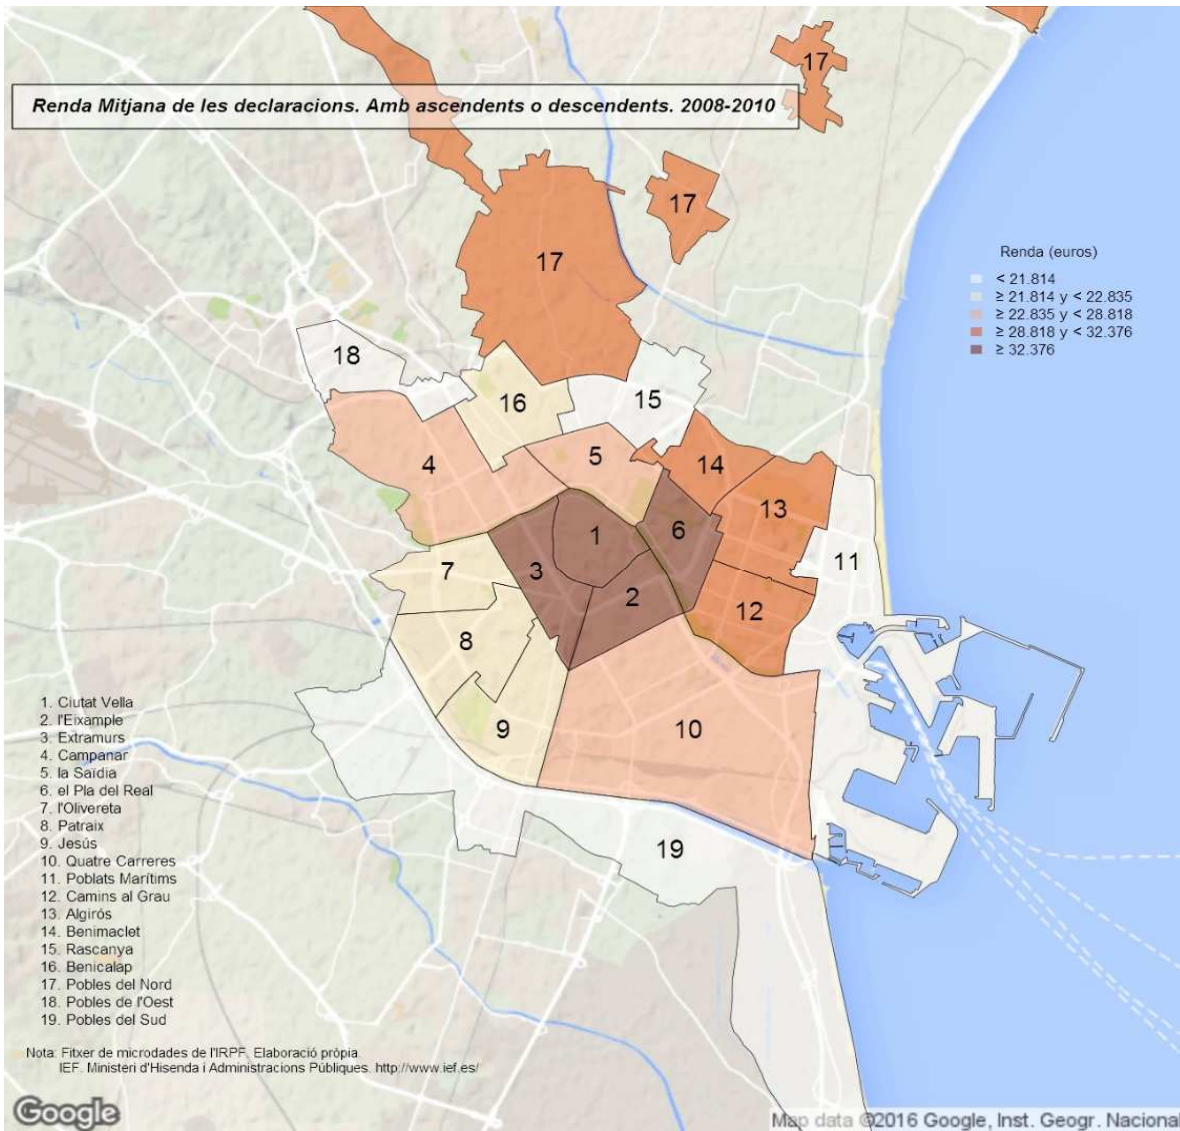 17
Renda Mitjana de les declaracions. Amb ascendents o descendents. 2008-2010
17
17
Renda (euros)
< 21.814
≥ 21.814 y < 22.835
≥ 22.835 y < 28.818
≥ 28.818 y < 32.376
≥ 32.376
18
16
15
4
5
14
13
6
1
11
7
3
2
12
8
10
9
19
1. Ciutat Vella
2. l'Eixample
3. Extramurs
4. Campanar
5. la Saïdia
6. el Pla del Real
7. l'Olivereta
8. Patraix
9. Jesús
10. Quatre Carreres
11. Poblats Marítims
12. Camins al Grau
13. Algirós
14. Benimaclet
15. Rascanya
16. Benicalap
17. Pobles del Nord
18. Pobles de l'Oest
19. Pobles del Sud
Nota: Fitxer de microdades de l'IRPF. Elaboració pròpia.
IEF. Ministeri d'Hisenda i Administracions Públiques. http://www.ief.es/
Google
Map data ©2016 Google, Inst. Geogr. Nacional